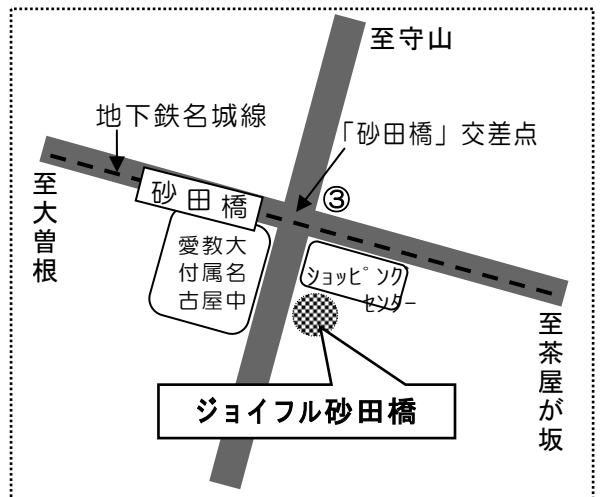 至守山
地下鉄名城線
「砂田橋」交差点
砂田橋
③
至大曽根
愛教大
付属名
古屋中
ショッピング
センター
至茶屋が坂
ジョイフル砂田橋